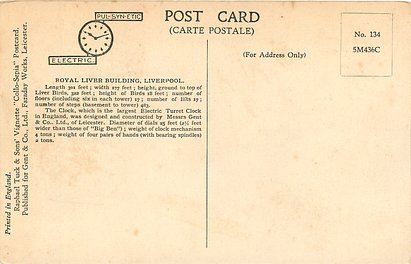 PUL-SYN-ETIC
ELECTRIC.
POST CARD
(CARTE POSTALE)
(For Address Only)
No. 134
5M436C
ROYAL LIVER BUILDING, LIVERPOOL.
Length 301 feet ; width 177 feet ; height, ground to top of
Liver Birds, 322 feet ; height of Birds 18 feet ; number of
floors (including six in each tower) 17 ; number of lifts 17 ;
number of steps (basement to tower) 483.
The Clock, which is the largest Electric Turret Clock
in England, was designed and constructed by Messrs Gent
& Co., Ltd., of Leicester. Diameter of dials 25 feet (2½ feet
wider than those of "Big Ben") ; weight of clock mechanism
4 tons ; weight of four pairs of hands (with bearing spindles)
2 tons.
Printed in England.
Raphael Tuck & Sons' Vignette "Collo-Sepia" Postcard.
Published for Gent & Co., Ltd., Faraday Works, Leicester.